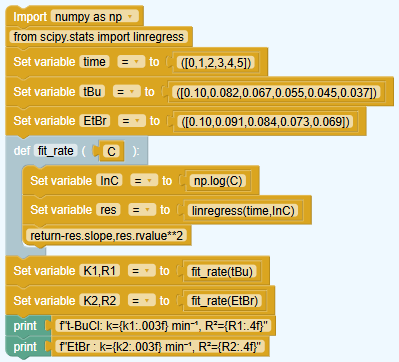 Import numpy as np
from scipy.stats import linregress
Set variable time = to ([0,1,2,3,4,5])
Set variable tBu = to ([0.10,0.082,0.067,0.055,0.045,0.037])
Set variable EtBr = to ([0.10,0.091,0.084,0.073,0.069])
def fit_rate ( C ):
Set variable InC = to np.log(C)
Set variable res = to linregress(time,InC)
return-res.slope,res.rvalue**2
Set variable K1,R1 = to fit_rate(tBu)
Set variable K2,R2 = to fit_rate(EtBr)
print f"t-BuCl: k={k1:.003f} min⁻¹, R²={R1:.4f}"
print f"EtBr : k={k2:.003f} min⁻¹, R²={R2:.4f}"